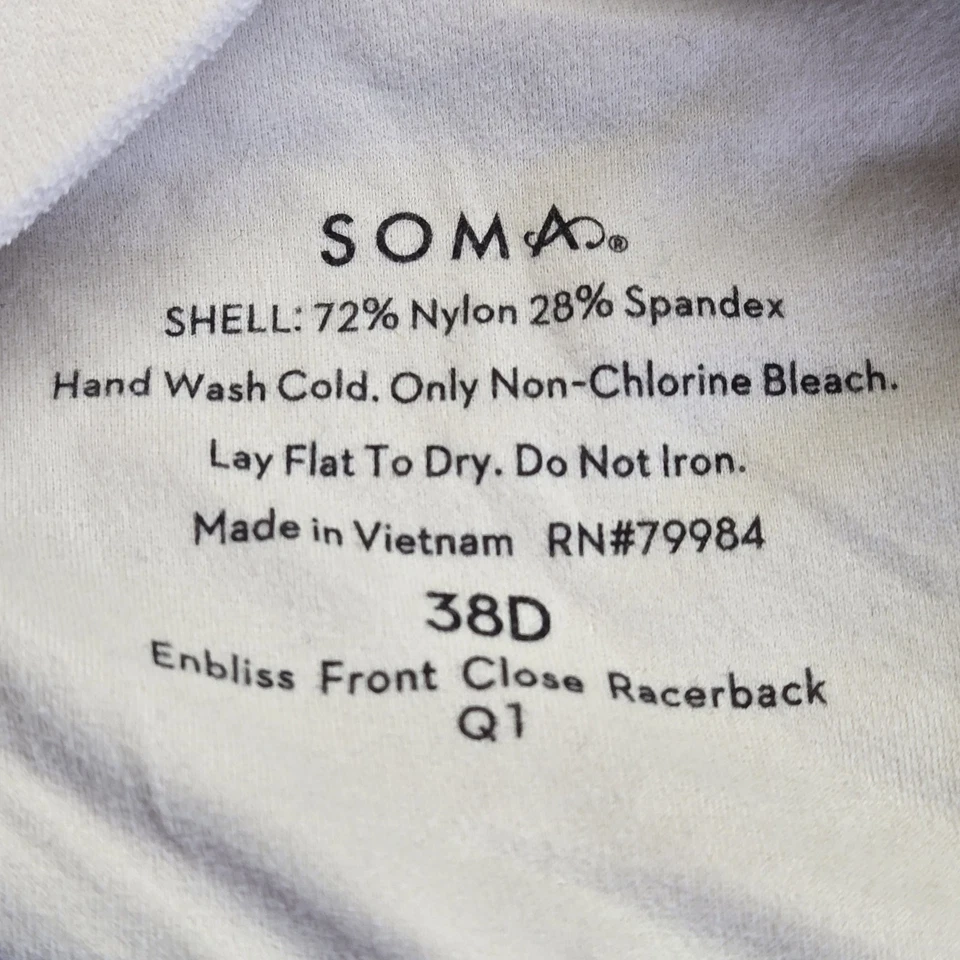 SOMA®
SHELL: 72% Nylon 28% Spandex
Hand Wash Cold. Only Non-Chlorine Bleach.
Lay Flat To Dry. Do Not Iron.
Made in Vietnam RN#79984
38D
Enbliss Front Close Racerback
Q1